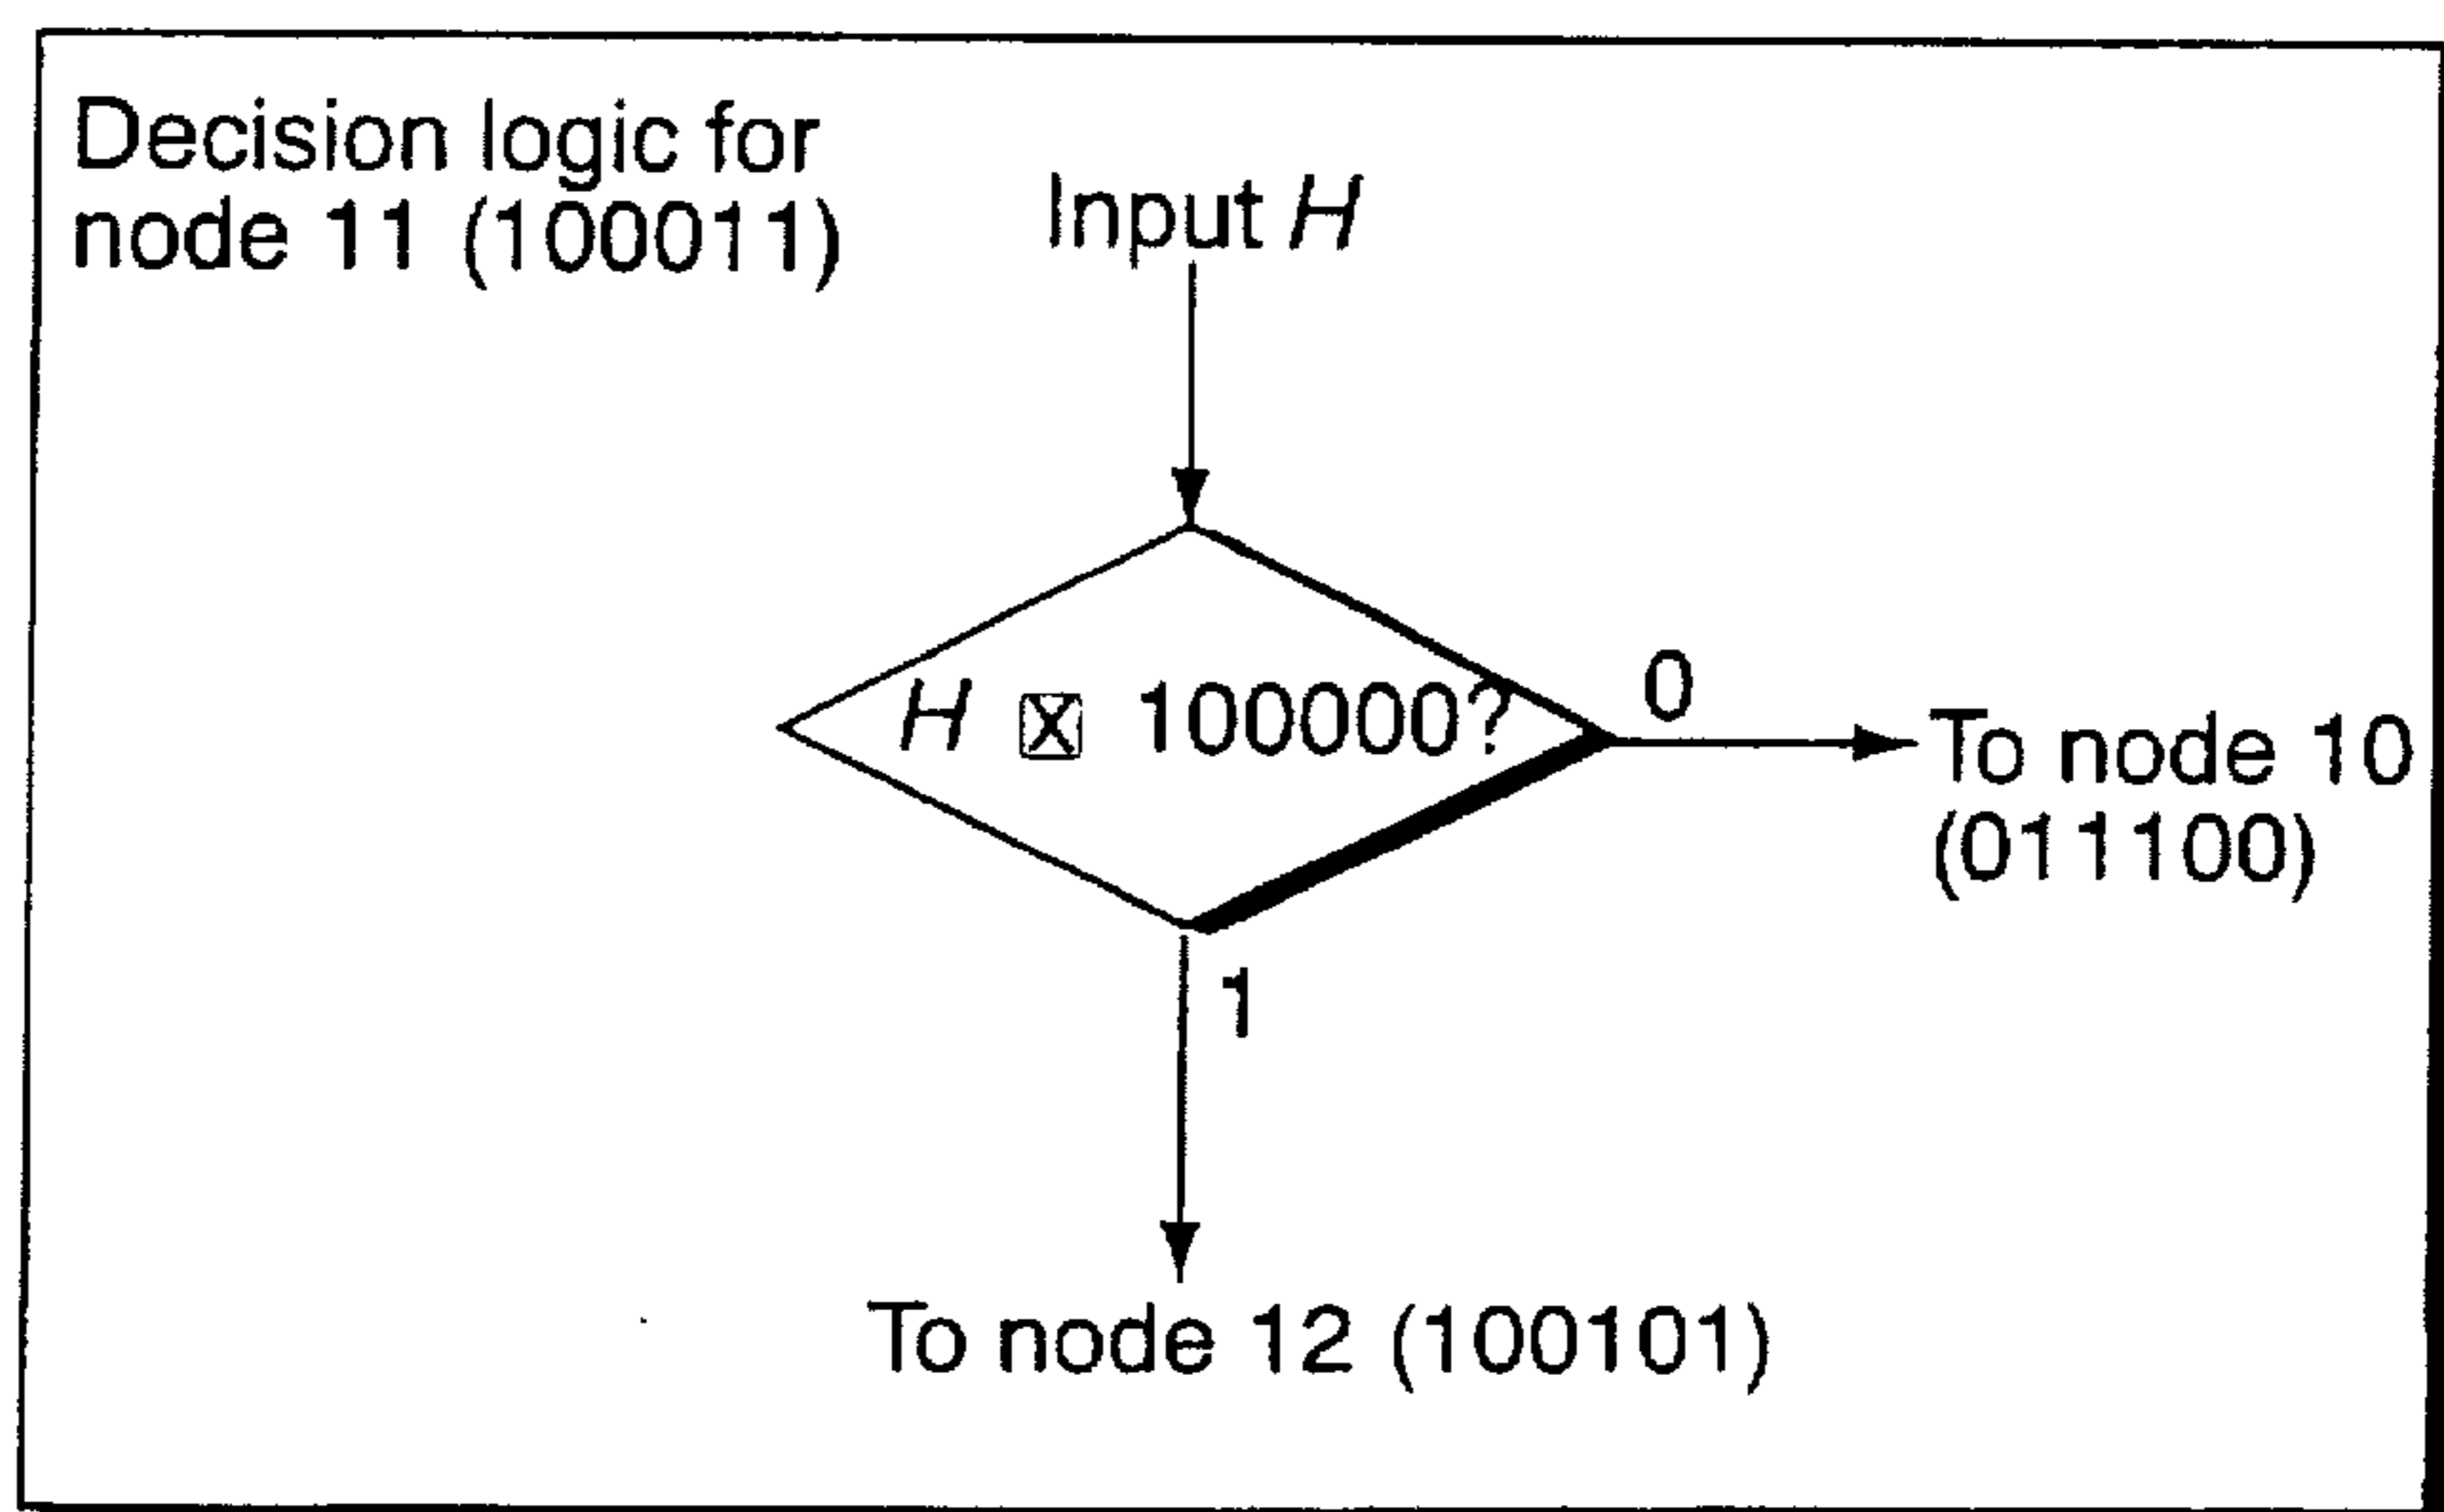 Decision logic for
node 11 (100011)
Input H
H ☒ 100000?
0
To node 10
(011100)
1
To node 12 (100101)